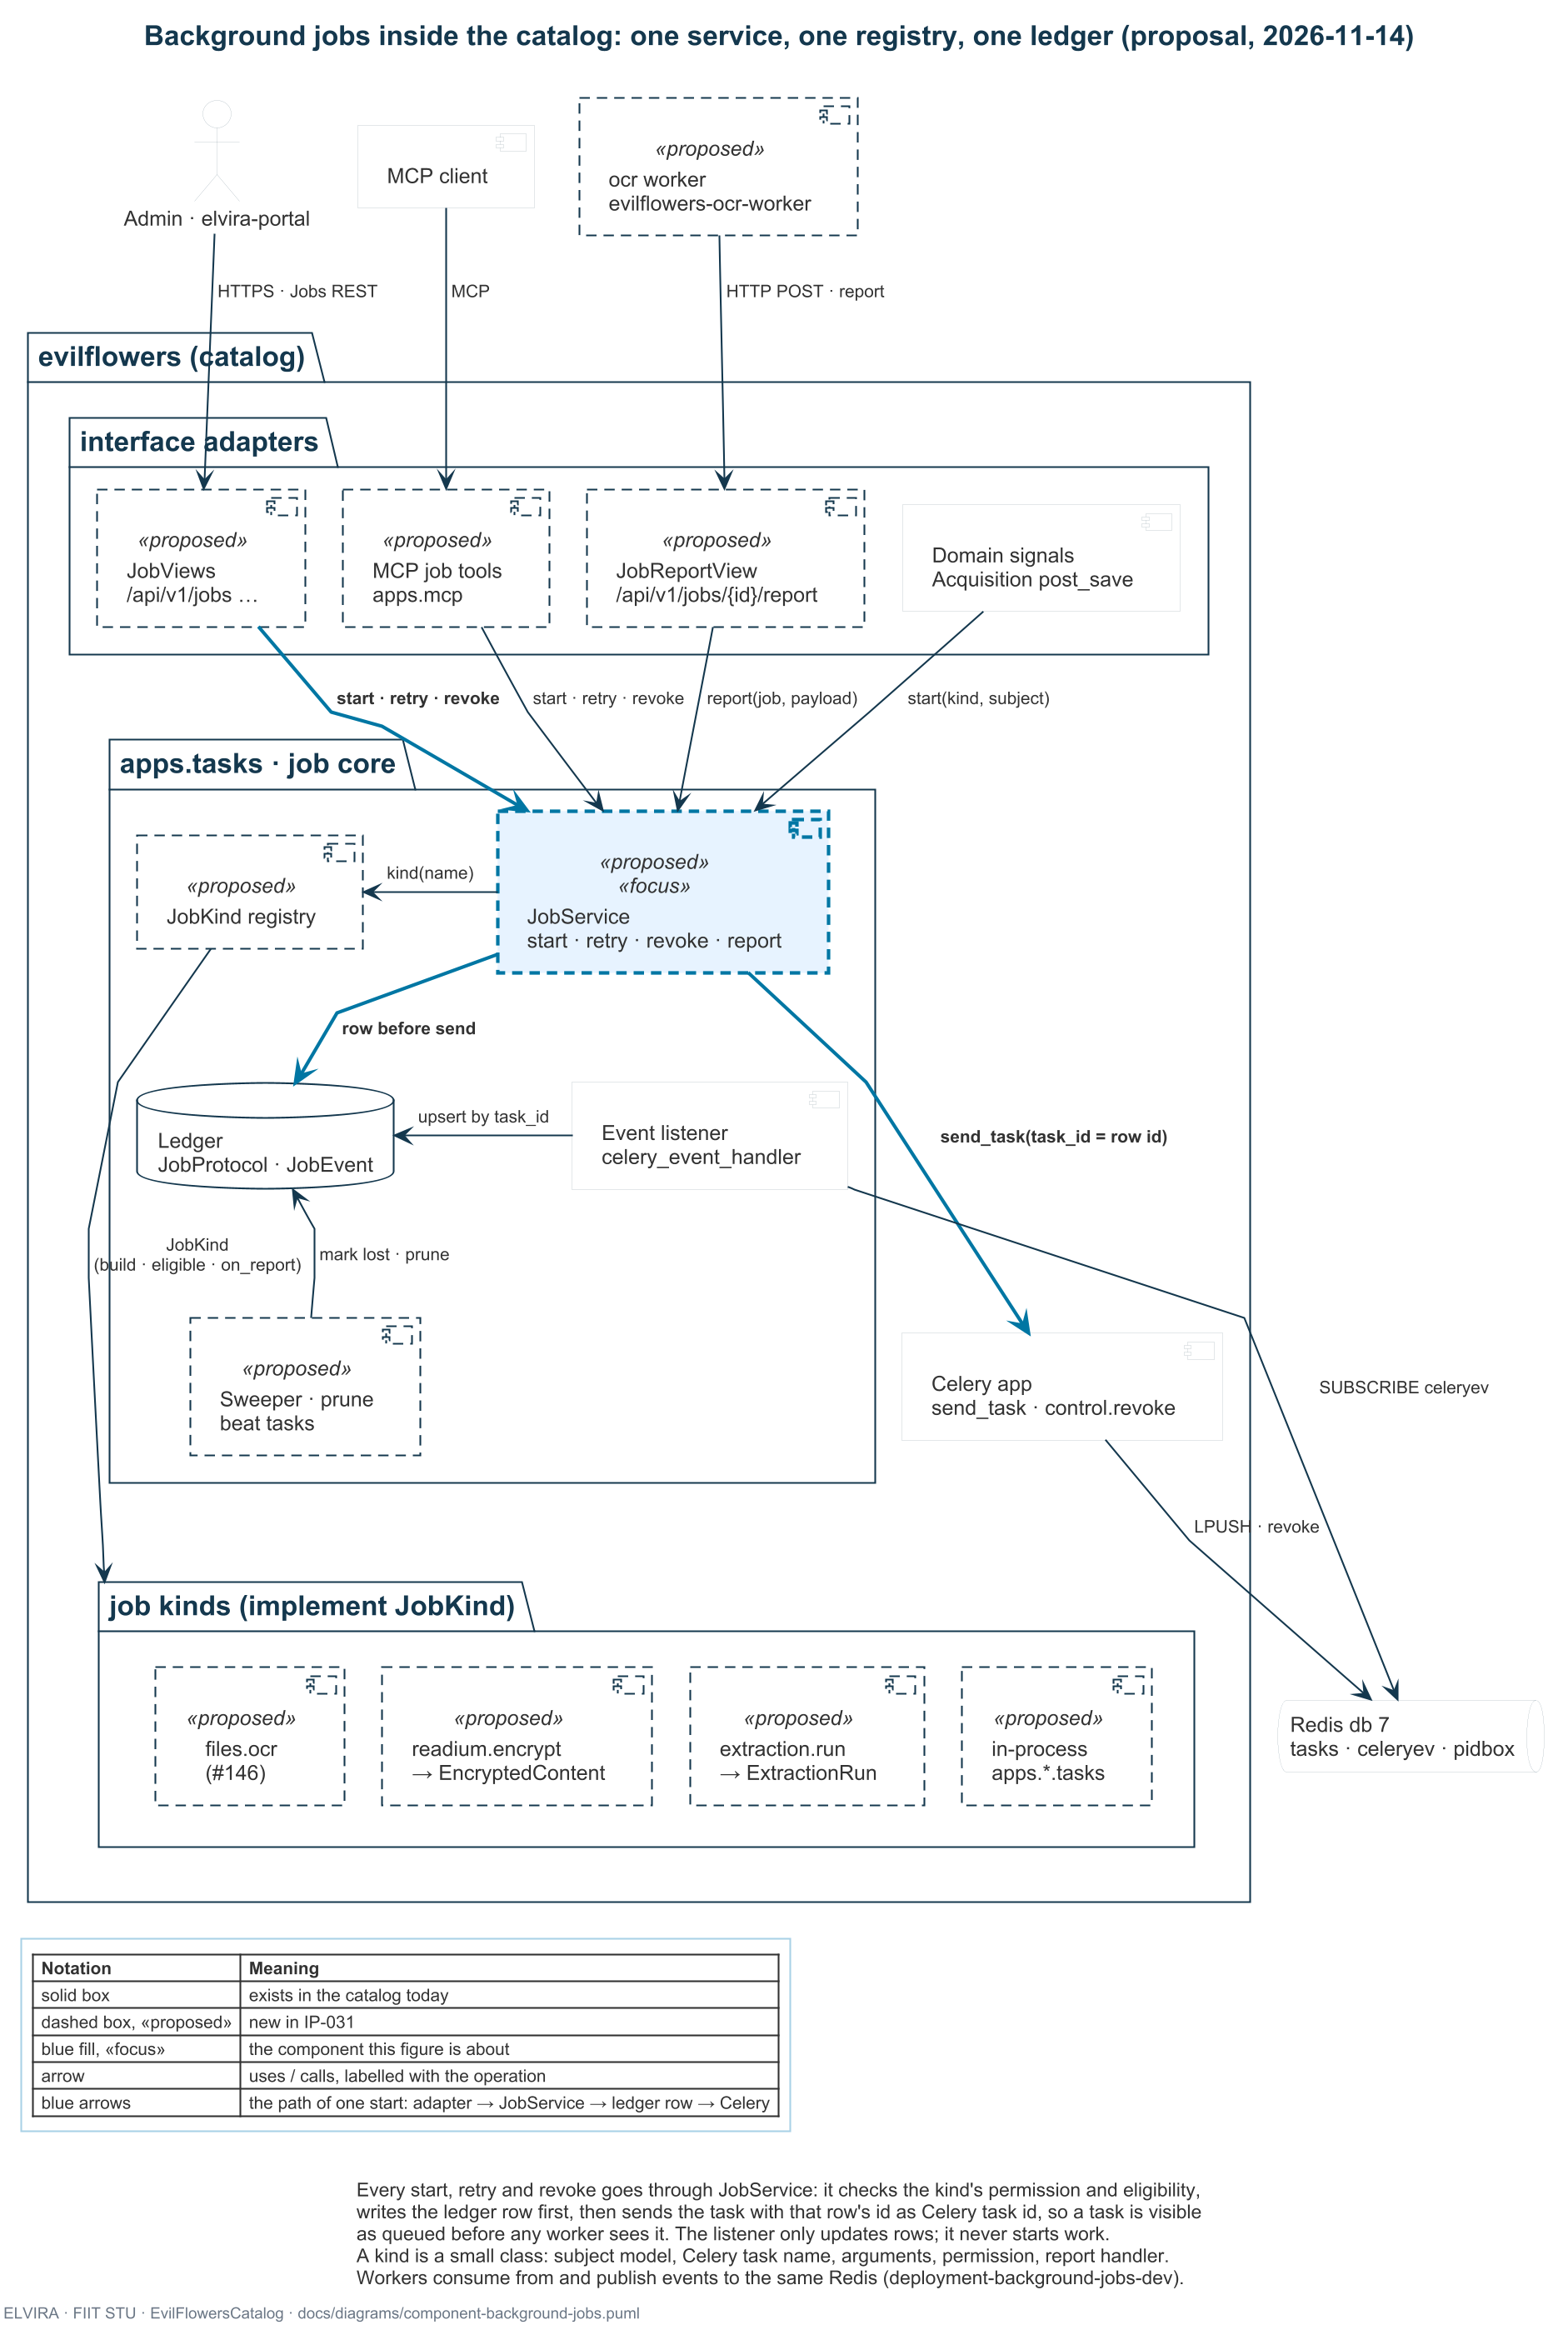 Background jobs inside the catalog: one service, one registry, one ledger (proposal, 2026-11-14)
Admin · elvira-portal
MCP client
«proposed»
ocr worker
evilflowers-ocr-worker
HTTPS · Jobs REST
MCP
HTTP POST · report
evilflowers (catalog)
interface adapters
«proposed»
JobViews
/api/v1/jobs …
«proposed»
MCP job tools
apps.mcp
«proposed»
JobReportView
/api/v1/jobs/{id}/report
Domain signals
Acquisition post_save
start · retry · revoke
start · retry · revoke
report(job, payload)
start(kind, subject)
apps.tasks · job core
«proposed»
JobKind registry
kind(name)
«proposed»
«focus»
JobService
start · retry · revoke · report
row before send
Ledger
JobProtocol · JobEvent
upsert by task_id
Event listener
celery_event_handler
send_task(task_id = row id)
JobKind
(build · eligible · on_report)
mark lost · prune
«proposed»
Sweeper · prune
beat tasks
Celery app
send_task · control.revoke
SUBSCRIBE celeryev
LPUSH · revoke
job kinds (implement JobKind)
«proposed»
files.ocr
(#146)
«proposed»
readium.encrypt
→ EncryptedContent
«proposed»
extraction.run
→ ExtractionRun
«proposed»
in-process
apps.*.tasks
Redis db 7
tasks · celeryev · pidbox
Notation Meaning
solid box exists in the catalog today
dashed box, «proposed» new in IP-031
blue fill, «focus» the component this figure is about
arrow uses / calls, labelled with the operation
blue arrows the path of one start: adapter → JobService → ledger row → Celery
Every start, retry and revoke goes through JobService: it checks the kind's permission and eligibility,
writes the ledger row first, then sends the task with that row's id as Celery task id, so a task is visible
as queued before any worker sees it. The listener only updates rows; it never starts work.
A kind is a small class: subject model, Celery task name, arguments, permission, report handler.
Workers consume from and publish events to the same Redis (deployment-background-jobs-dev).
ELVIRA · FIIT STU · EvilFlowersCatalog · docs/diagrams/component-background-jobs.puml